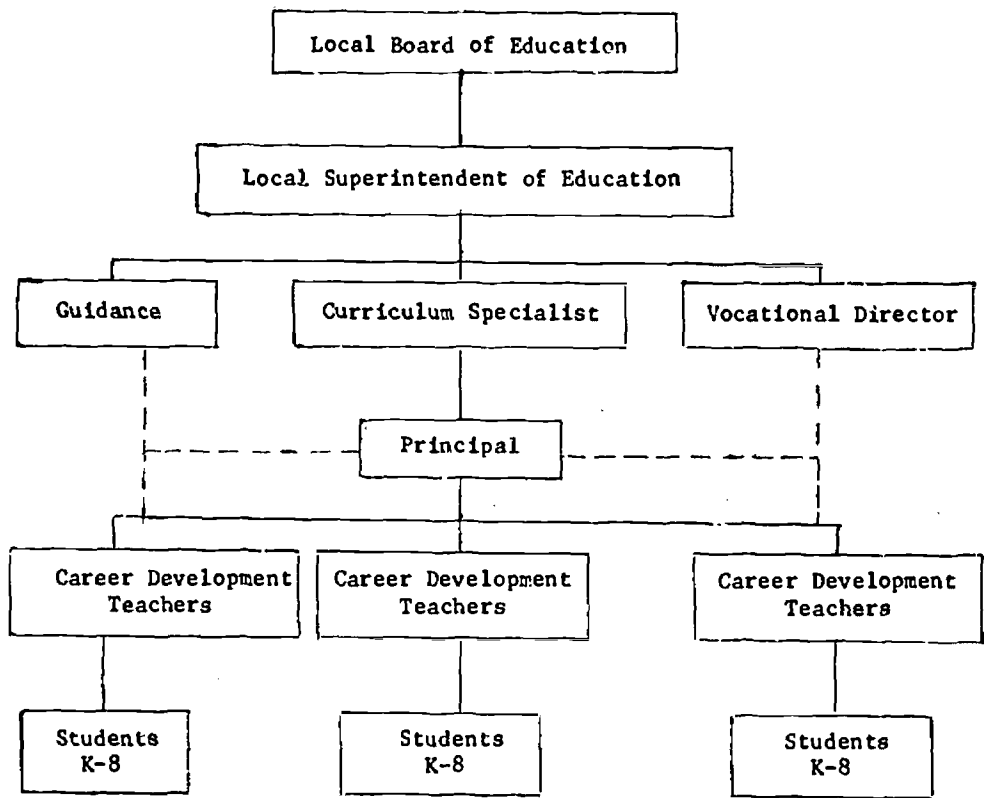 Local Board of Education
Local Superintendent of Education
Guidance
Curriculum Specialist
Vocational Director
Principal
Career Development
Teachers
Career Development
Teachers
Career Development
Teachers
Students
K-8
Students
K-8
Students
K-8